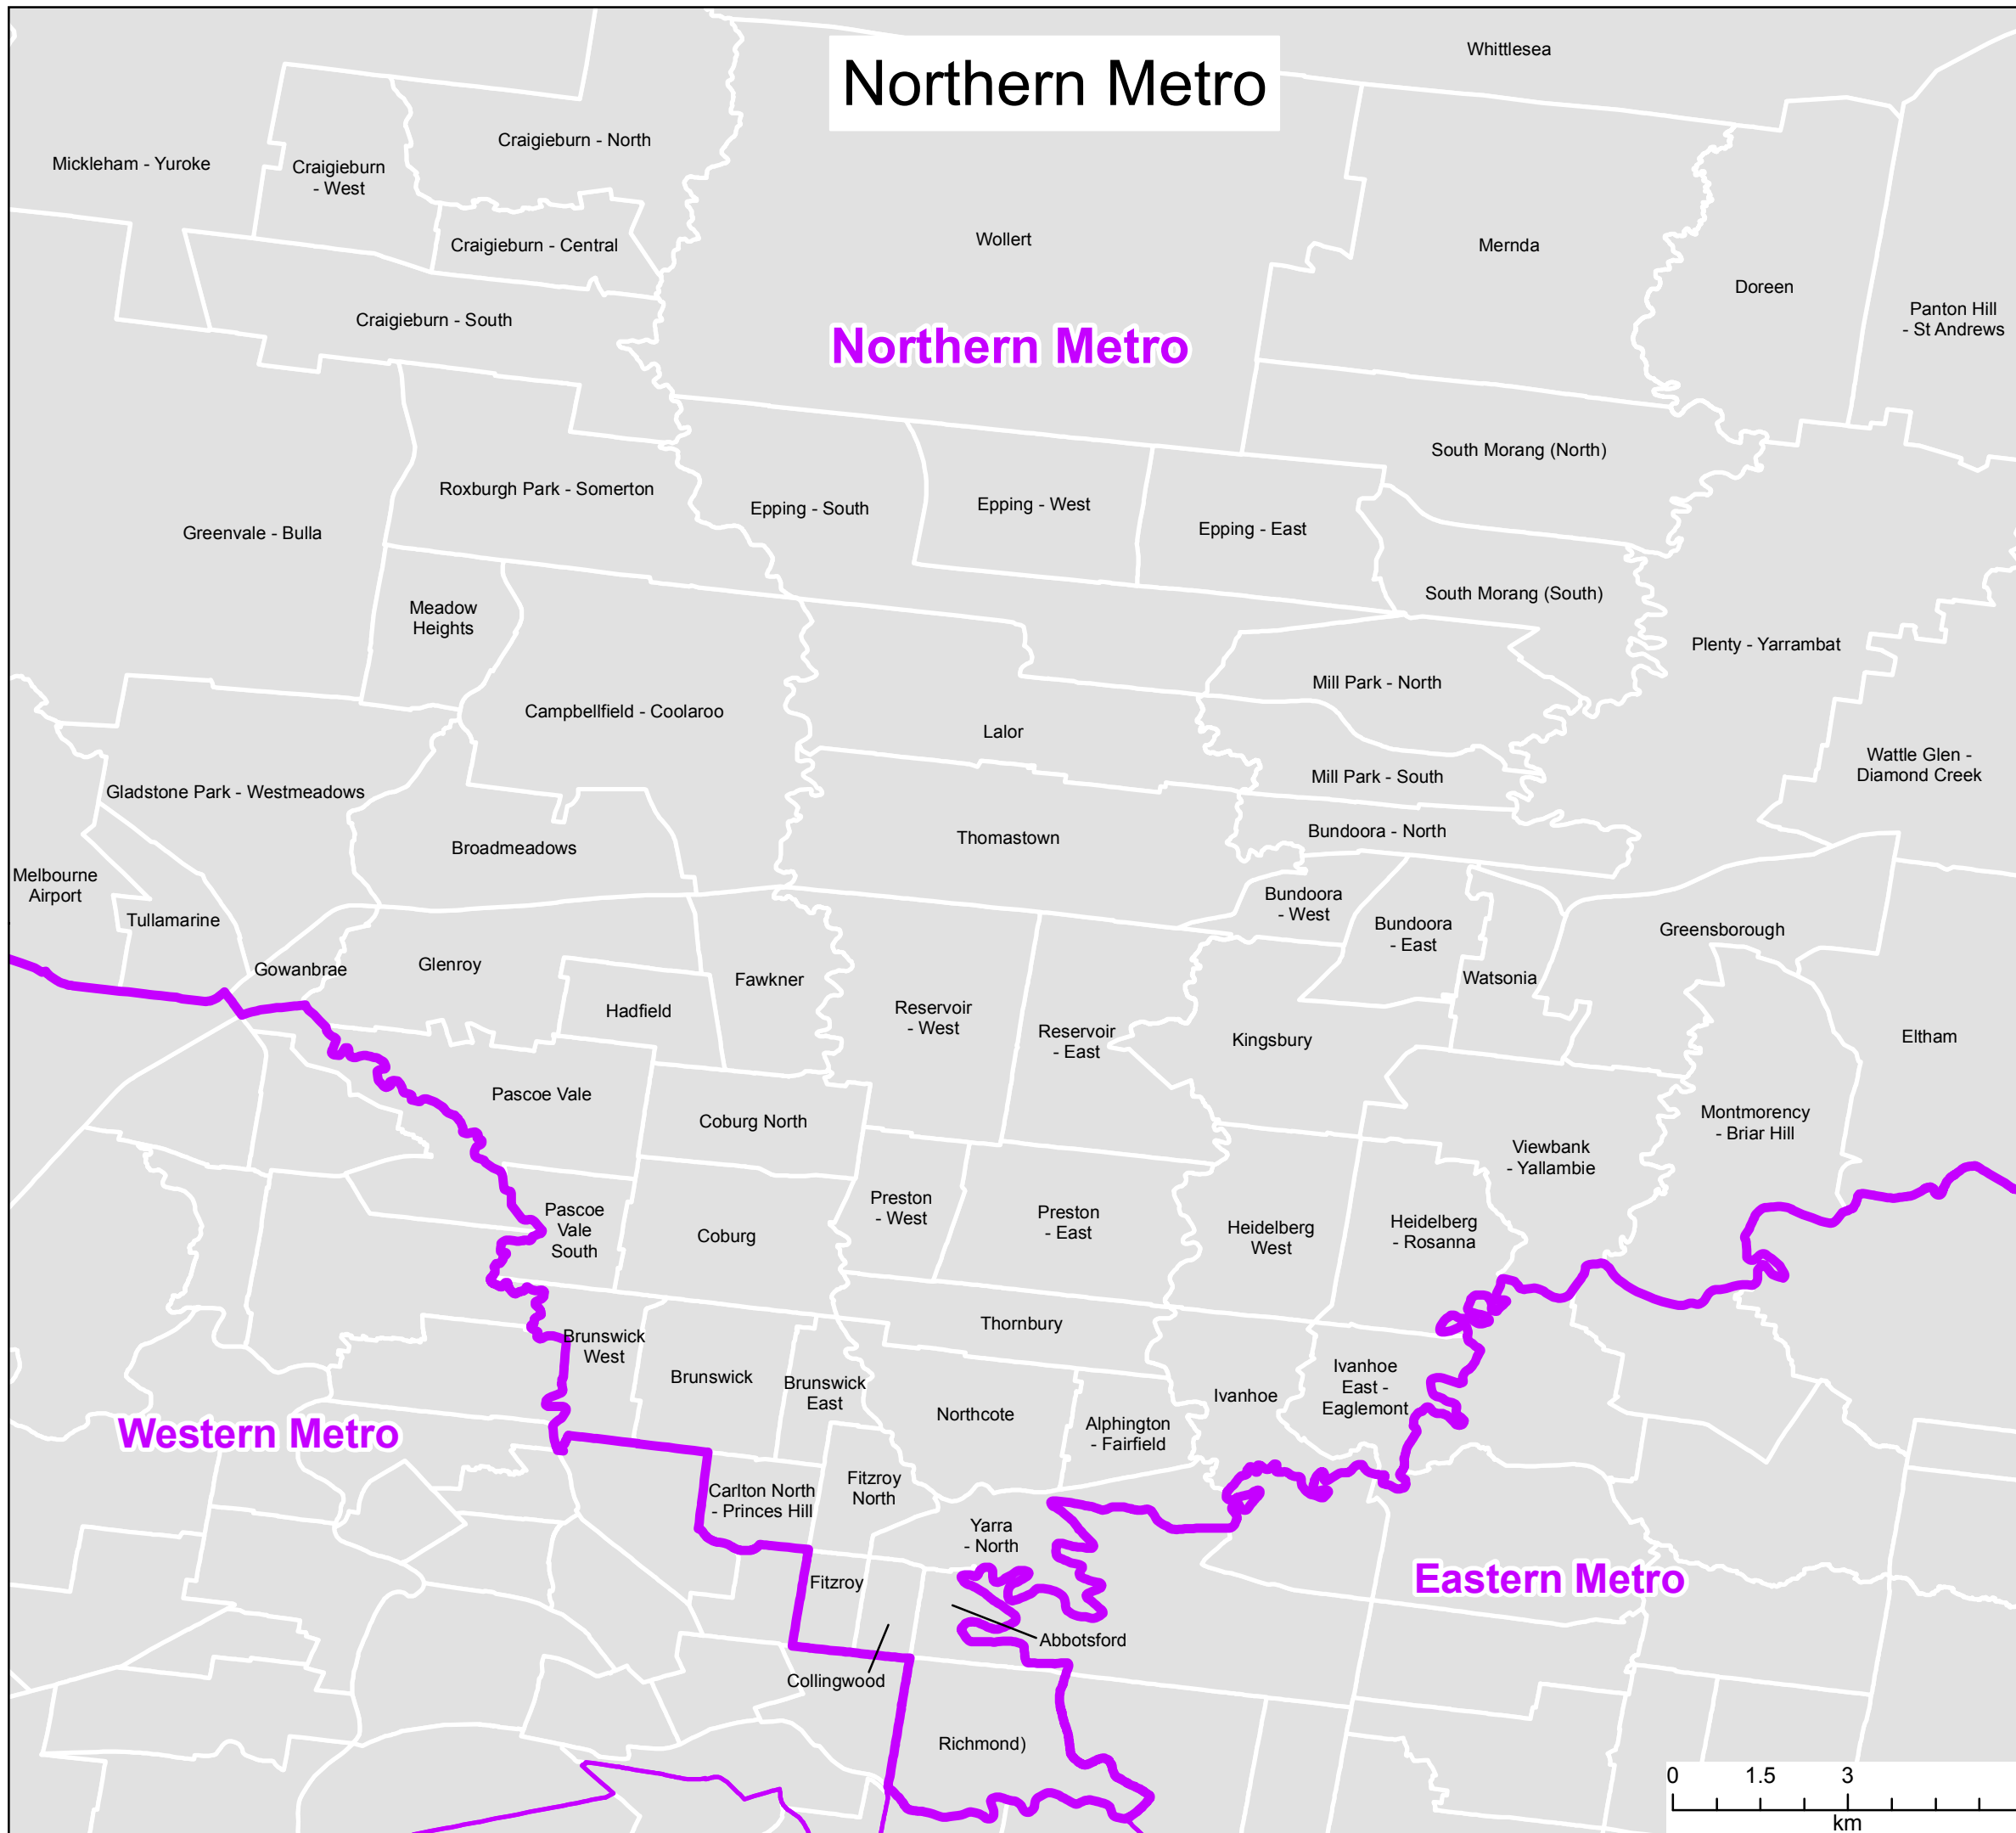 Whittlesea
Northern Metro
Craigieburn - North
Mickleham - Yuroke
Craigieburn
- West
Craigieburn - Central
Wollert
Mernda
Doreen
Panton Hill
- St Andrews
Craigieburn - South
Northern Metro
South Morang (North)
Roxburgh Park - Somerton
Epping - South
Epping - West
Epping - East
Greenvale - Bulla
Meadow
Heights
South Morang (South)
Plenty - Yarrambat
Mill Park - North
Campbellfield - Coolaroo
Lalor
Wattle Glen -
Diamond Creek
Mill Park - South
Gladstone Park - Westmeadows
Thomastown
Bundoora - North
Broadmeadows
Melbourne
Airport
Tullamarine
Bundoora
- West
Bundoora
- East
Greensborough
Gowanbrae
Glenroy
Fawkner
Watsonia
Hadfield
Reservoir
- West
Reservoir
- East
Kingsbury
Eltham
Pascoe Vale
Coburg North
Montmorency
- Briar Hill
Viewbank
- Yallambie
Pascoe
Vale
South
Coburg
Preston
- West
Preston
- East
Heidelberg
West
Heidelberg
- Rosanna
Thornbury
Brunswick
West
Brunswick
Brunswick
East
Ivanhoe
Ivanhoe
East -
Eaglemont
Northcote
Alphington
- Fairfield
Western Metro
Carlton North
- Princes Hill
Fitzroy
North
Yarra
- North
Eastern Metro
Fitzroy
Abbotsford
Collingwood
Richmond)
0 1.5 3
km